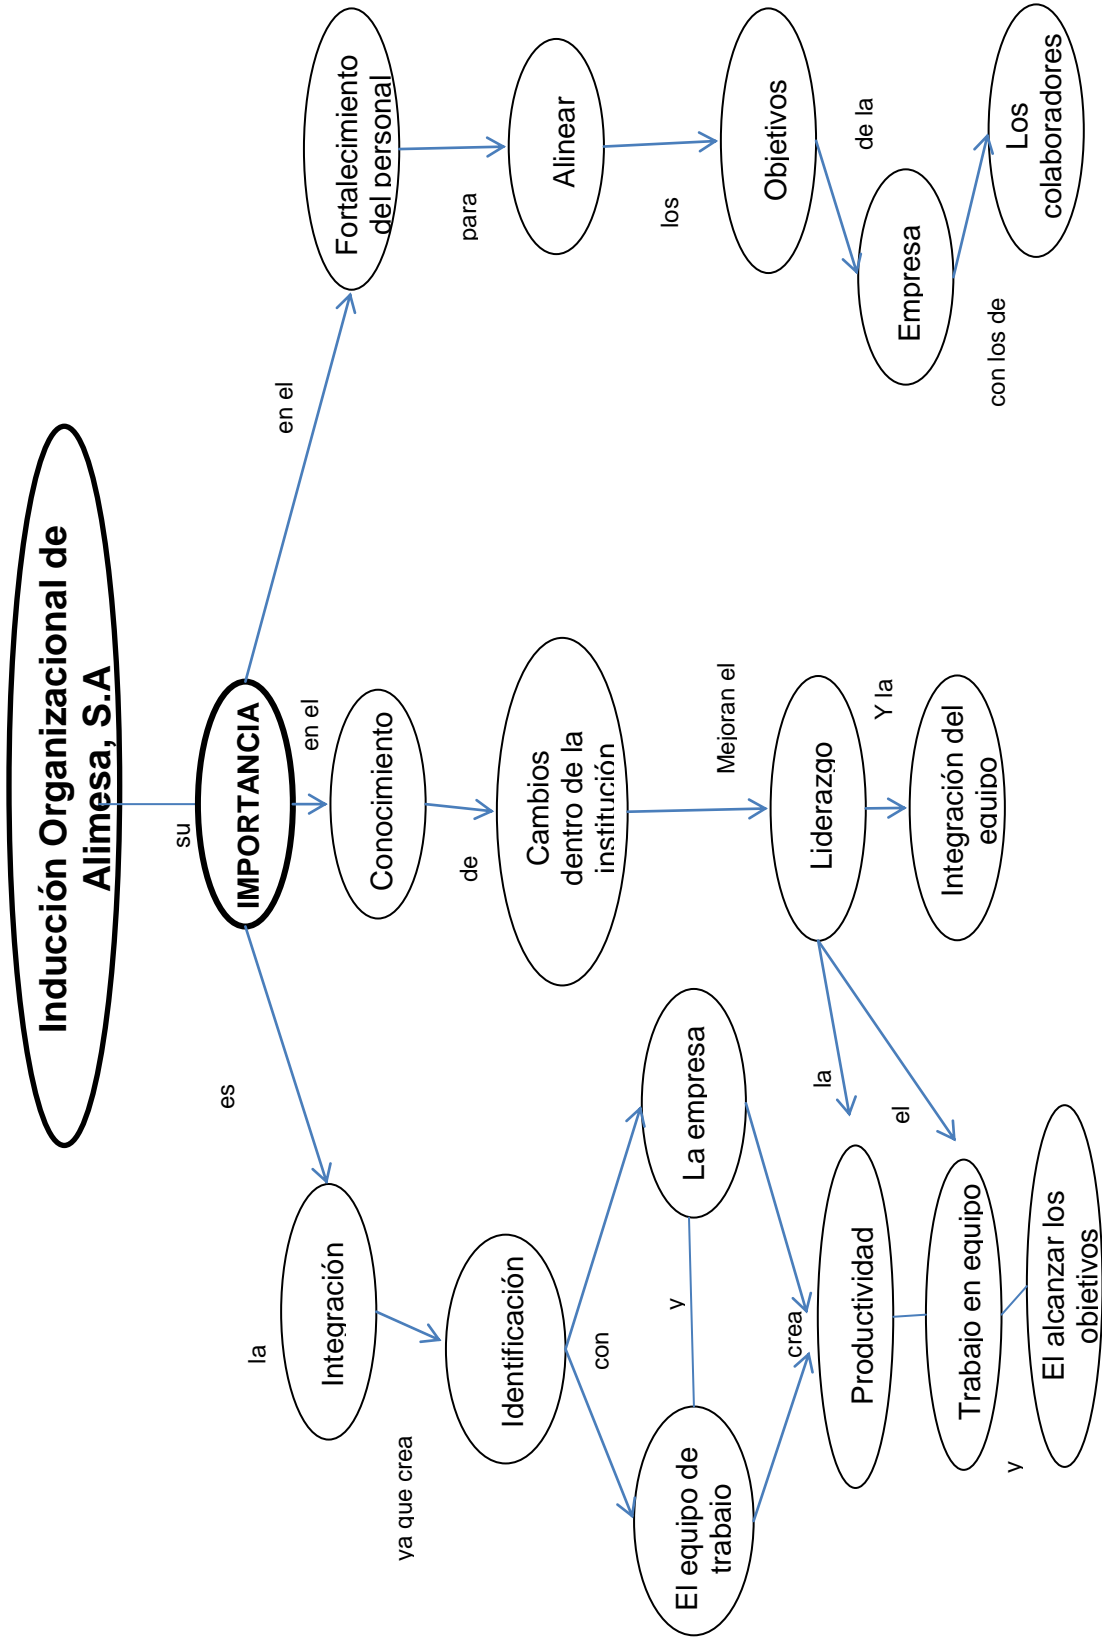 Inducción Organizacional de
Alimesa, S.A
su
IMPORTANCIA
es
en el
en el
la
Integración
Conocimiento
Fortalecimiento
del personal
ya que crea
de
para
Identificación
Cambios
dentro de la
institución
Alinear
con
los
El equipo de
trabajo
y
La empresa
Mejoran el
Objetivos
crea
la
Productividad
Liderazgo
de la
Empresa
el
Y la
Trabajo en equipo
Integración del
equipo
con los de
y
El alcanzar los
objetivos
Los
colaboradores